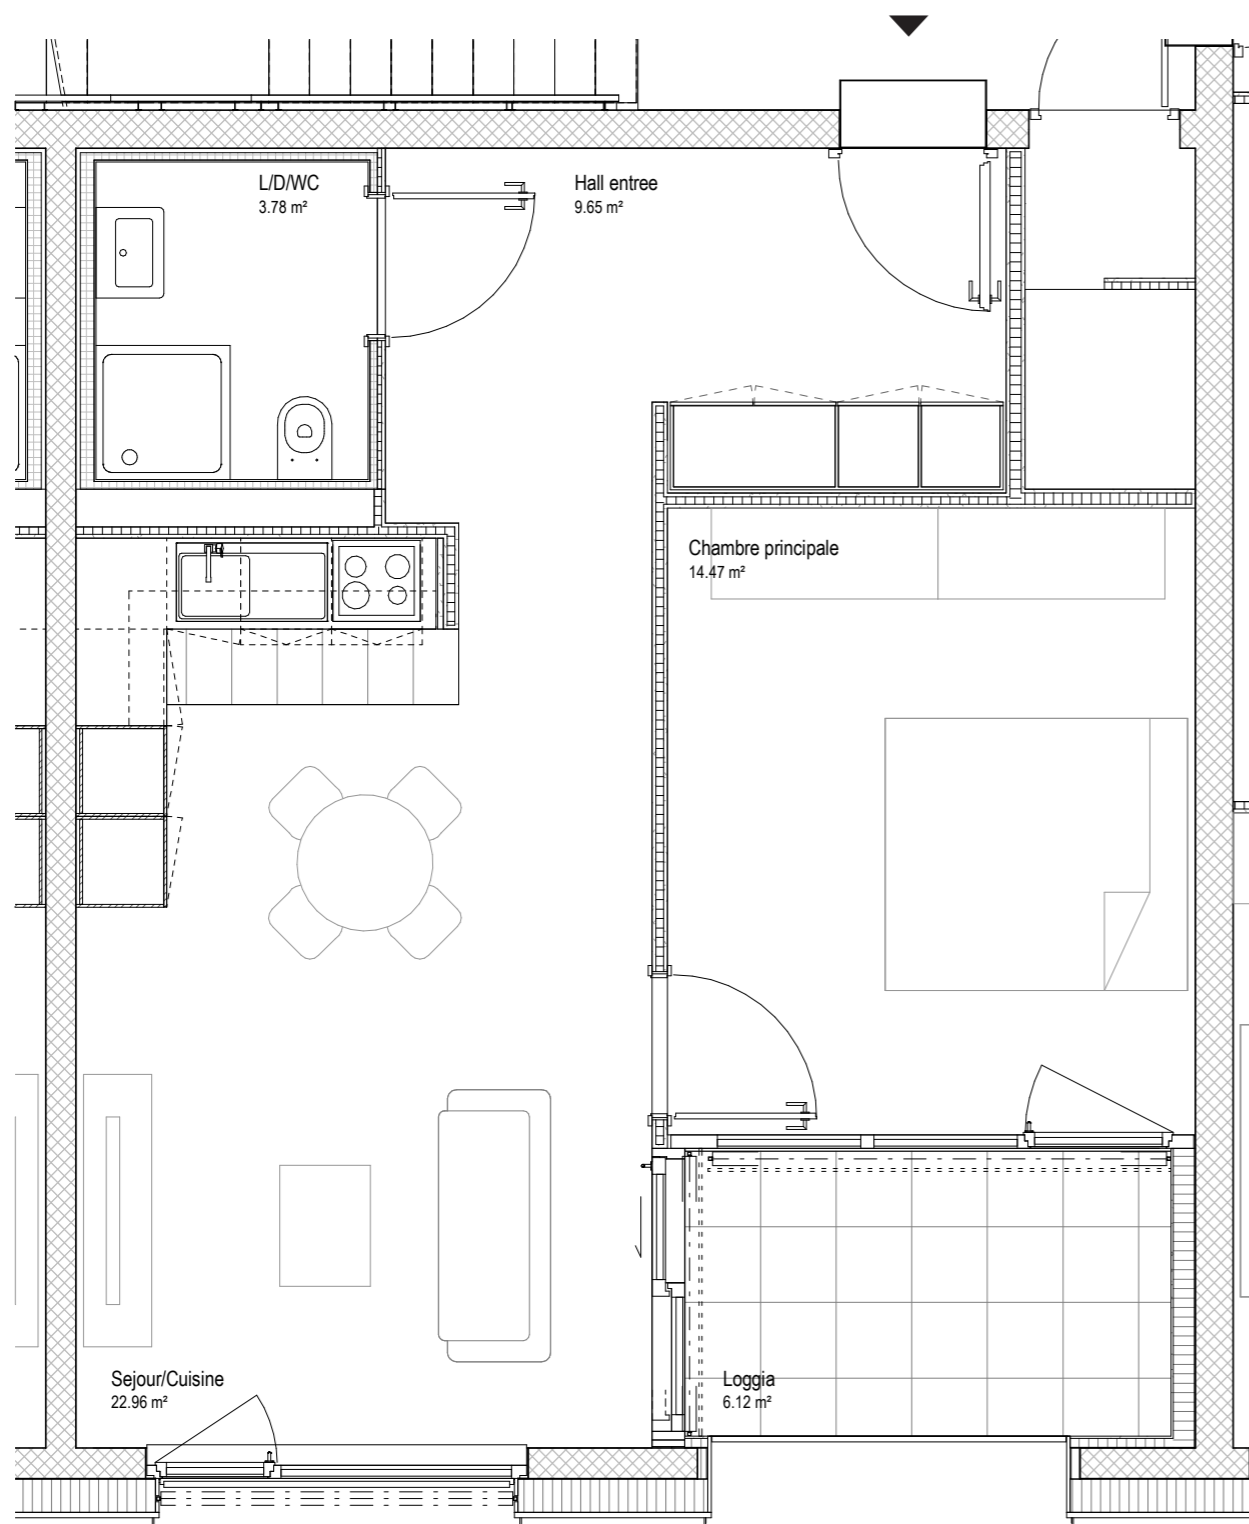 L/D/WC
3.78 m²
Hall entree
9.65 m²
Chambre principale
14.47 m²
Sejour/Cuisine
22.96 m²
Loggia
6.12 m²